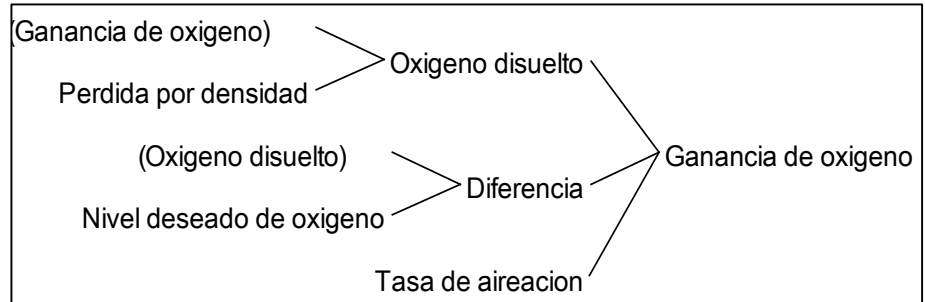 (Ganancia de oxigeno)
Oxigeno disuelto
Perdida por densidad
(Oxigeno disuelto)
Ganancia de oxigeno
Diferencia
Nivel deseado de oxigeno
Tasa de aireacion